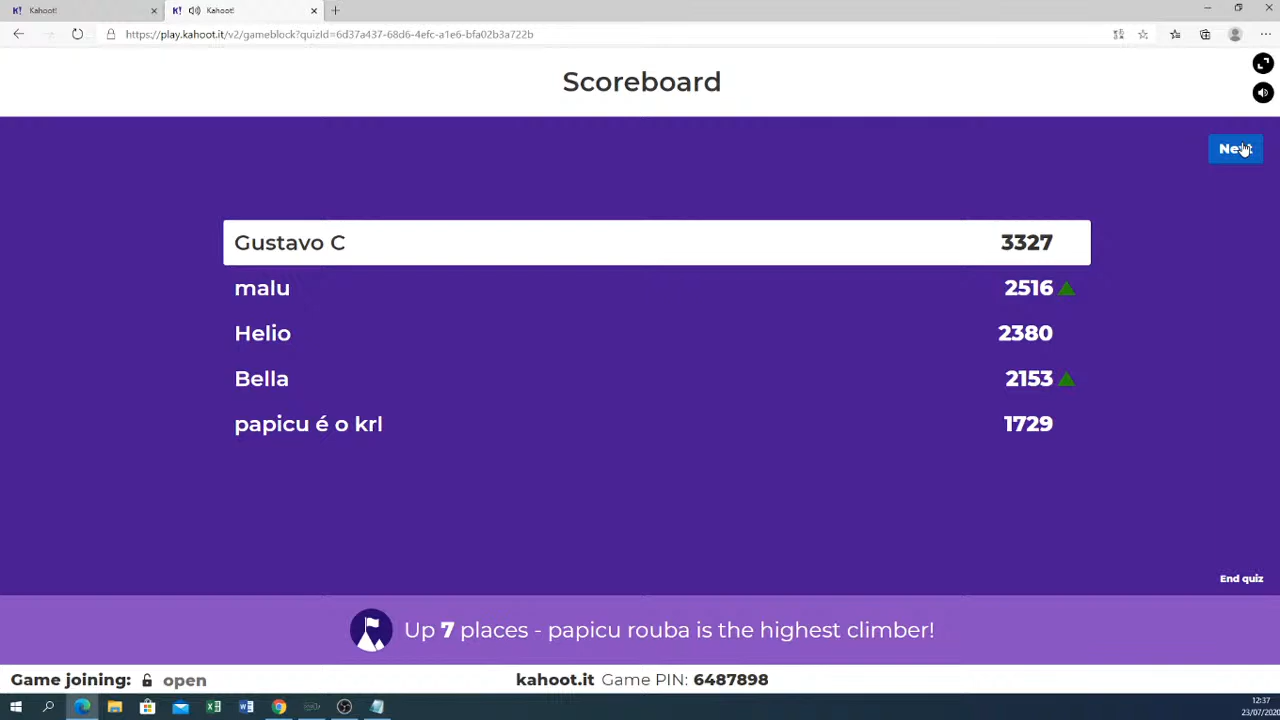 Kahoot!
Kahoot!
https://play.kahoot.it/v2/gameblock?quizId=6d37a437-68d6-4efc-a1e6-bfa02b3a722b
Scoreboard
Next
Gustavo C 3327
malu 2516
Helio 2380
Bella 2153
papicu é o krl 1729
End quiz
Up 7 places - papicu rouba is the highest climber!
Game joining: open kahoot.it Game PIN: 6487898
12:37
23/07/2020